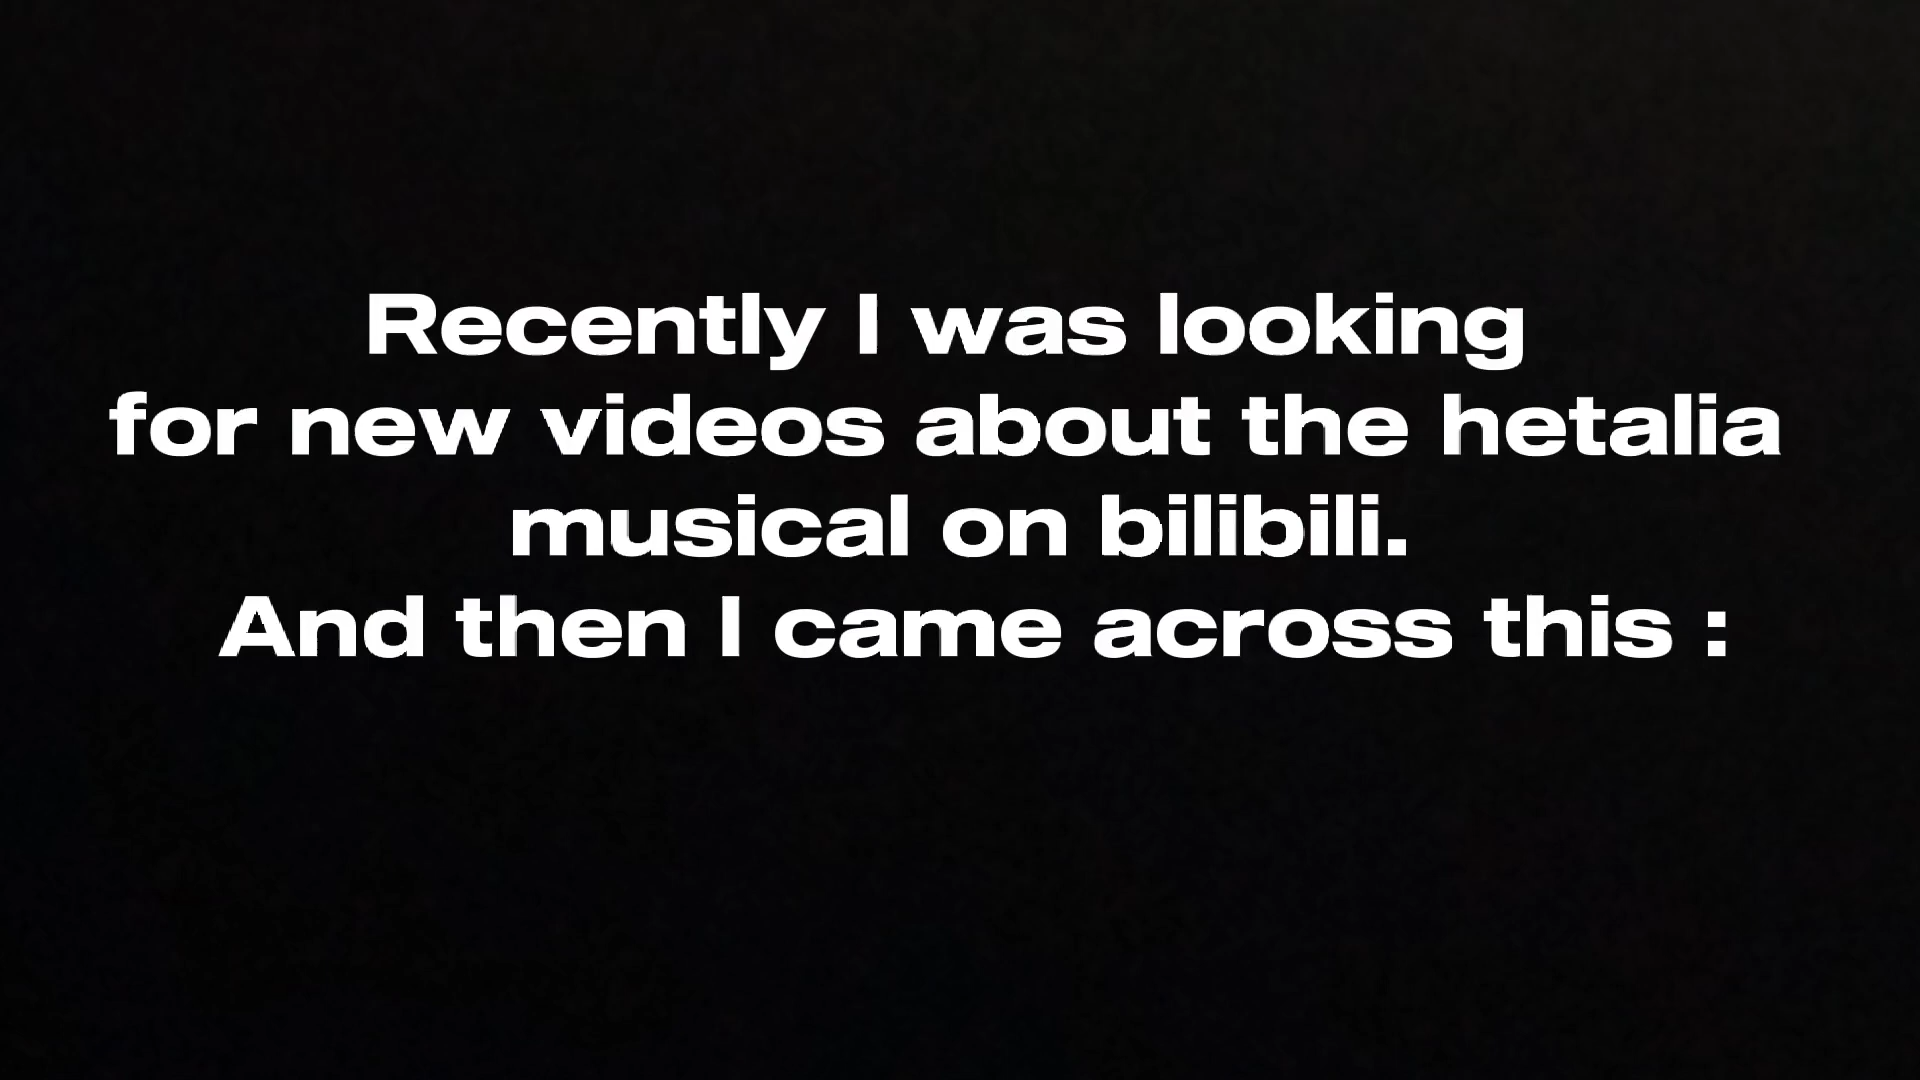 Recently I was looking
for new videos about the hetalia
musical on bilibili.
And then I came across this :